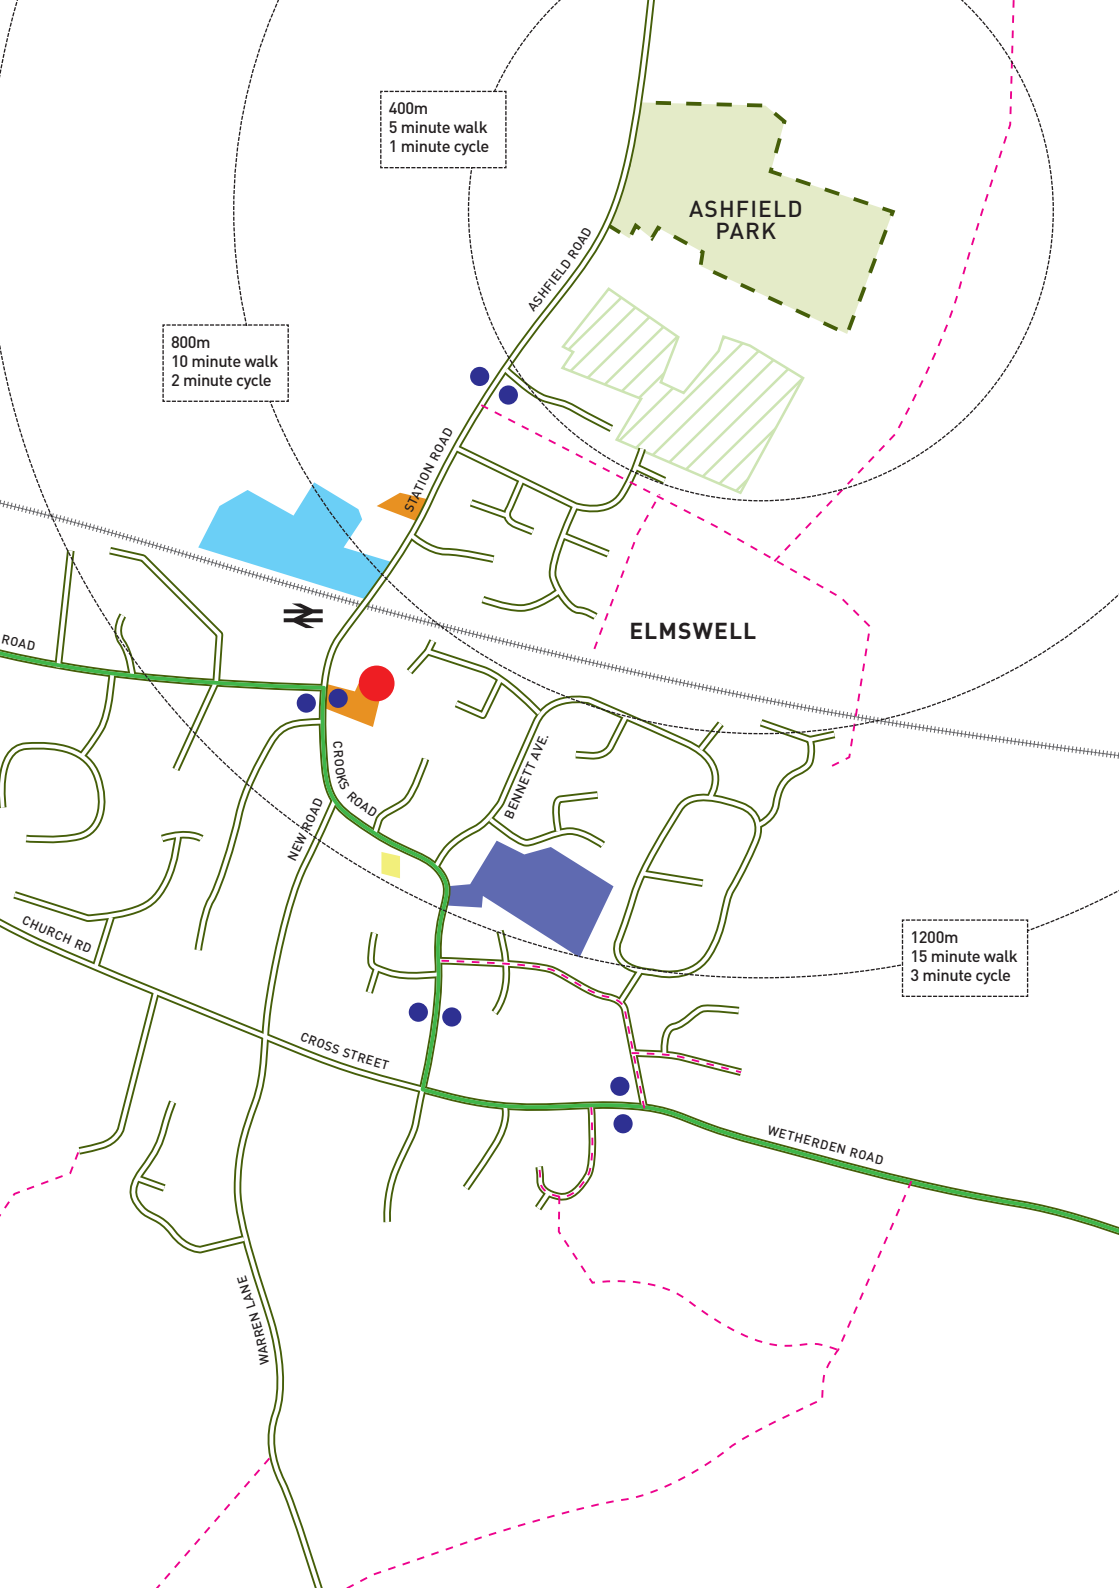 400m
5 minute walk
1 minute cycle
ASHFIELD
PARK
ASHFIELD ROAD
800m
10 minute walk
2 minute cycle
STATION ROAD
ELMSWELL
ROAD
CROOKS ROAD
BENNETT AVE.
NEW ROAD
CHURCH RD
1200m
15 minute walk
3 minute cycle
CROSS STREET
WETHERDEN ROAD
WARREN LANE